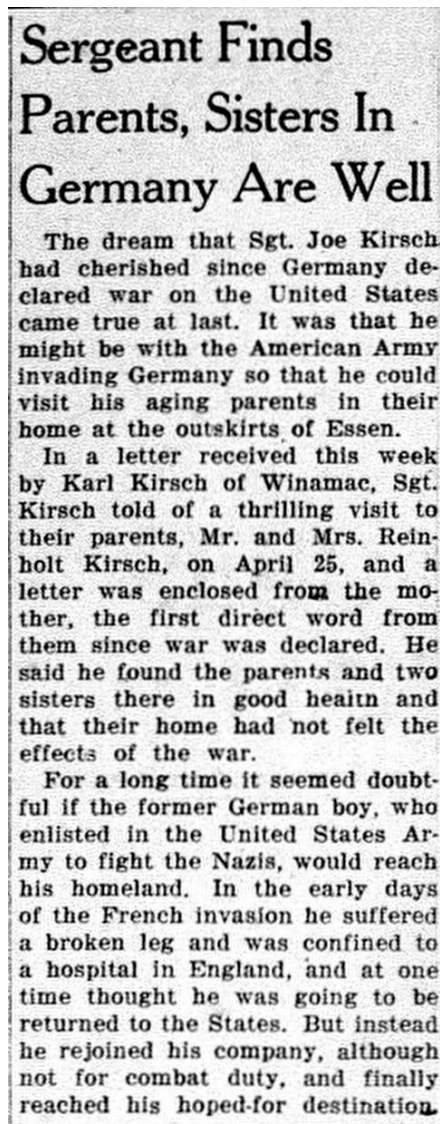 Sergeant Finds
Parents, Sisters In
Germany Are Well
The dream that Sgt. Joe Kirsch
had cherished since Germany de-
clared war on the United States
came true at last. It was that he
might be with the American Army
invading Germany so that he could
visit his aging parents in their
home at the outskirts of Essen.
In a letter received this week
by Karl Kirsch of Winamac, Sgt.
Kirsch told of a thrilling visit to
their parents, Mr. and Mrs. Rein-
holt Kirsch, on April 25, and a
letter was enclosed from the mo-
ther, the first direct word from
them since war was declared. He
said he found the parents and two
sisters there in good health and
that their home had not felt the
effects of the war.
For a long time it seemed doubt-
ful if the former German boy, who
enlisted in the United States Ar-
my to fight the Nazis, would reach
his homeland. In the early days
of the French invasion he suffered
a broken leg and was confined to
a hospital in England, and at one
time thought he was going to be
returned to the States. But instead
he rejoined his company, although
not for combat duty, and finally
reached his hoped-for destination.